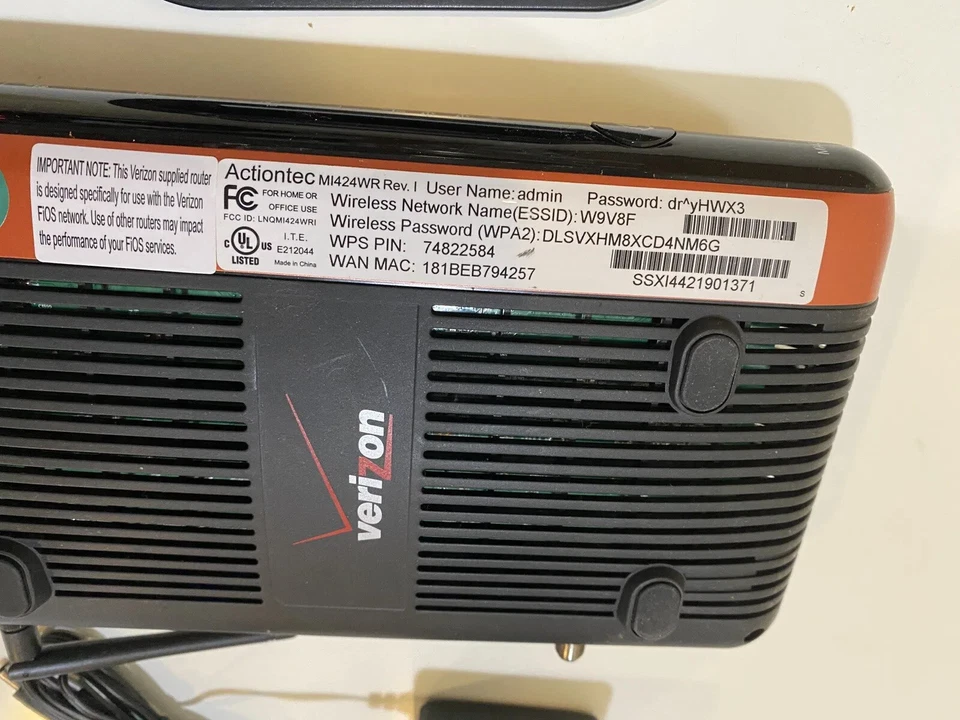 IMPORTANT NOTE: This Verizon supplied router
is designed specifically for use with the Verizon
FiOS network. Use of other routers may impact
the performance of your FiOS services.
Actiontec MI424WR Rev. I User Name: admin Password: dr^yHWX3
FC FOR HOME OR
OFFICE USE
FCC ID: LNQMI424WRI
Wireless Network Name(ESSID): W9V8F
Wireless Password (WPA2): DLSVXHM8XCD4NM6G
WPS PIN: 74822584
WAN MAC: 181BEB794257
C UL US
LISTED
I.T.E.
E212044
Made in China
SSXI4421901371
S
verizon